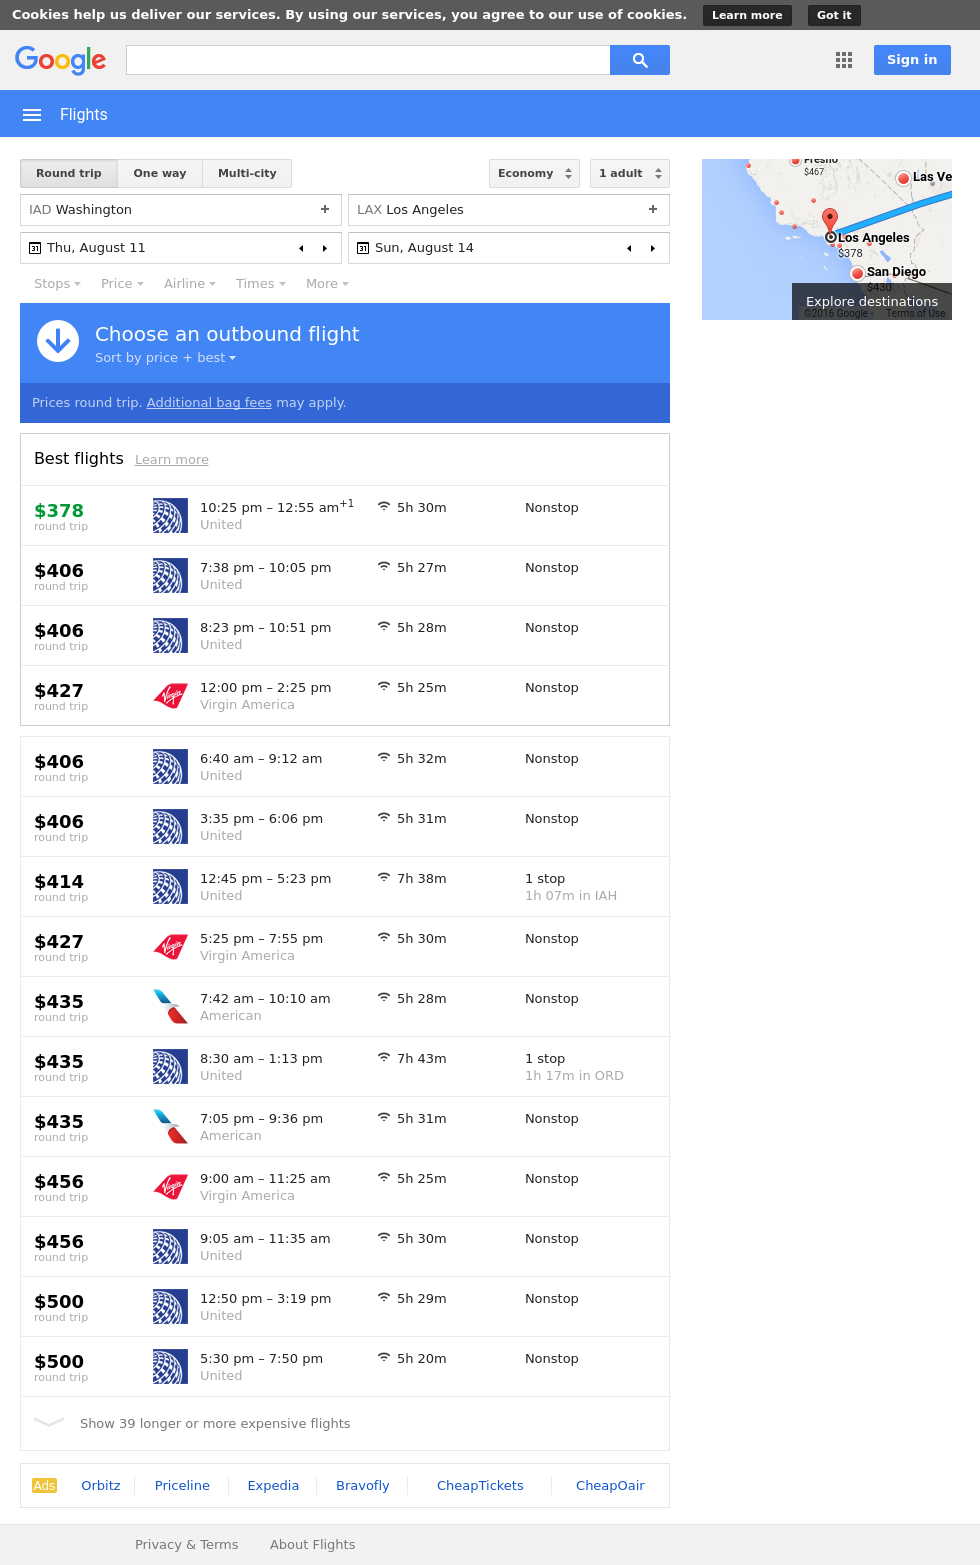 Cookies help us deliver our services. By using our services, you agree to our use of cookies. Learn more Got it
Google Sign in
Flights
Round trip One way Multi-city Economy 1 adult
IAD Washington + LAX Los Angeles +
31 Thu, August 11 31 Sun, August 14
Stops Price Airline Times More
Fresno
$467
Las Ve
Los Angeles
$378
San Diego
$430
Explore destinations
©2016 Google - Terms of Use
Choose an outbound flight
Sort by price + best
Prices round trip. Additional bag fees may apply.
Best flights Learn more
$378 10:25 pm – 12:55 am+1 5h 30m Nonstop
round trip United
$406 7:38 pm – 10:05 pm 5h 27m Nonstop
round trip United
$406 8:23 pm – 10:51 pm 5h 28m Nonstop
round trip United
$427 Virgin 12:00 pm – 2:25 pm 5h 25m Nonstop
round trip Virgin America
$406 6:40 am – 9:12 am 5h 32m Nonstop
round trip United
$406 3:35 pm – 6:06 pm 5h 31m Nonstop
round trip United
$414 12:45 pm – 5:23 pm 7h 38m 1 stop
round trip United 1h 07m in IAH
$427 Virgin 5:25 pm – 7:55 pm 5h 30m Nonstop
round trip Virgin America
$435 7:42 am – 10:10 am 5h 28m Nonstop
round trip American
$435 8:30 am – 1:13 pm 7h 43m 1 stop
round trip United 1h 17m in ORD
$435 7:05 pm – 9:36 pm 5h 31m Nonstop
round trip American
$456 Virgin 9:00 am – 11:25 am 5h 25m Nonstop
round trip Virgin America
$456 9:05 am – 11:35 am 5h 30m Nonstop
round trip United
$500 12:50 pm – 3:19 pm 5h 29m Nonstop
round trip United
$500 5:30 pm – 7:50 pm 5h 20m Nonstop
round trip United
Show 39 longer or more expensive flights
Ads Orbitz Priceline Expedia Bravofly CheapTickets CheapOair
Privacy & Terms About Flights